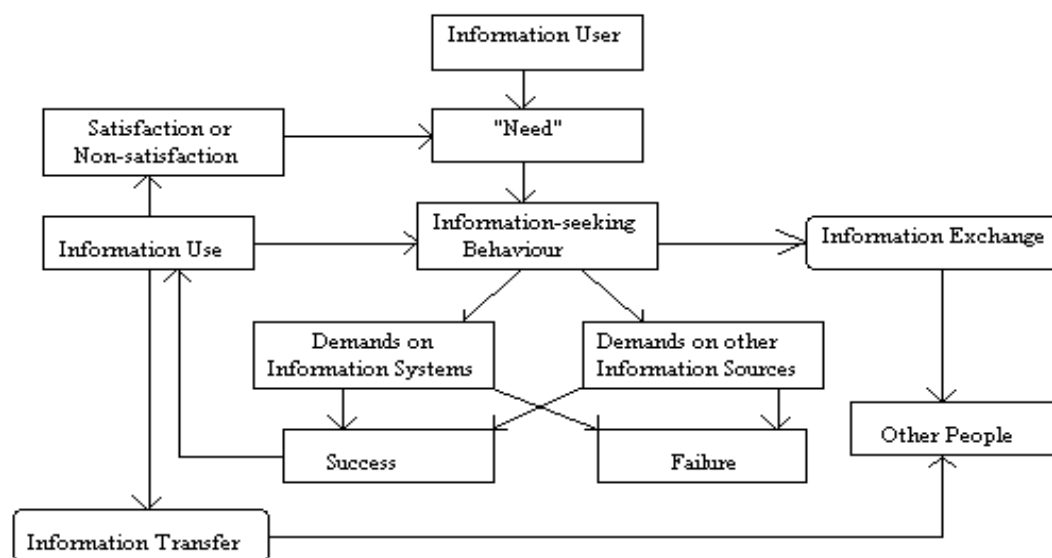 Information User
"Need"
Satisfaction or
Non-satisfaction
Information-seeking
Behaviour
Information Use
Information Exchange
Demands on
Information Systems
Demands on other
Information Sources
Other People
Success
Failure
Information Transfer